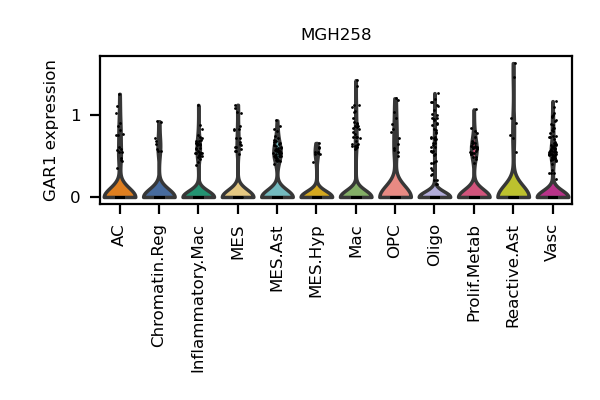 MGH258
GAR1 expression
1
0
AC
Chromatin.Reg
Inflammatory.Mac
MES
MES.Ast
MES.Hyp
Mac
OPC
Oligo
Prolif.Metab
Reactive.Ast
Vasc